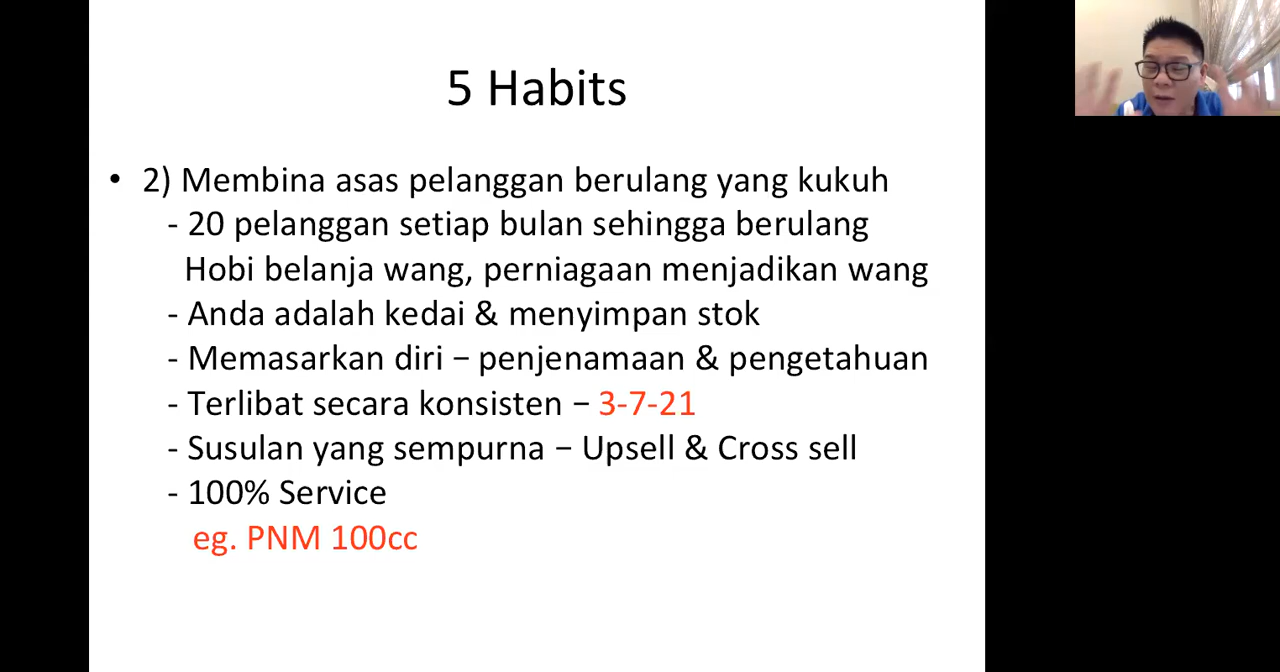 5 Habits
• 2) Membina asas pelanggan berulang yang kukuh
- 20 pelanggan setiap bulan sehingga berulang
Hobi belanja wang, perniagaan menjadikan wang
- Anda adalah kedai & menyimpan stok
- Memasarkan diri – penjenamaan & pengetahuan
- Terlibat secara konsisten – 3-7-21
- Susulan yang sempurna – Upsell & Cross sell
- 100% Service
eg. PNM 100cc